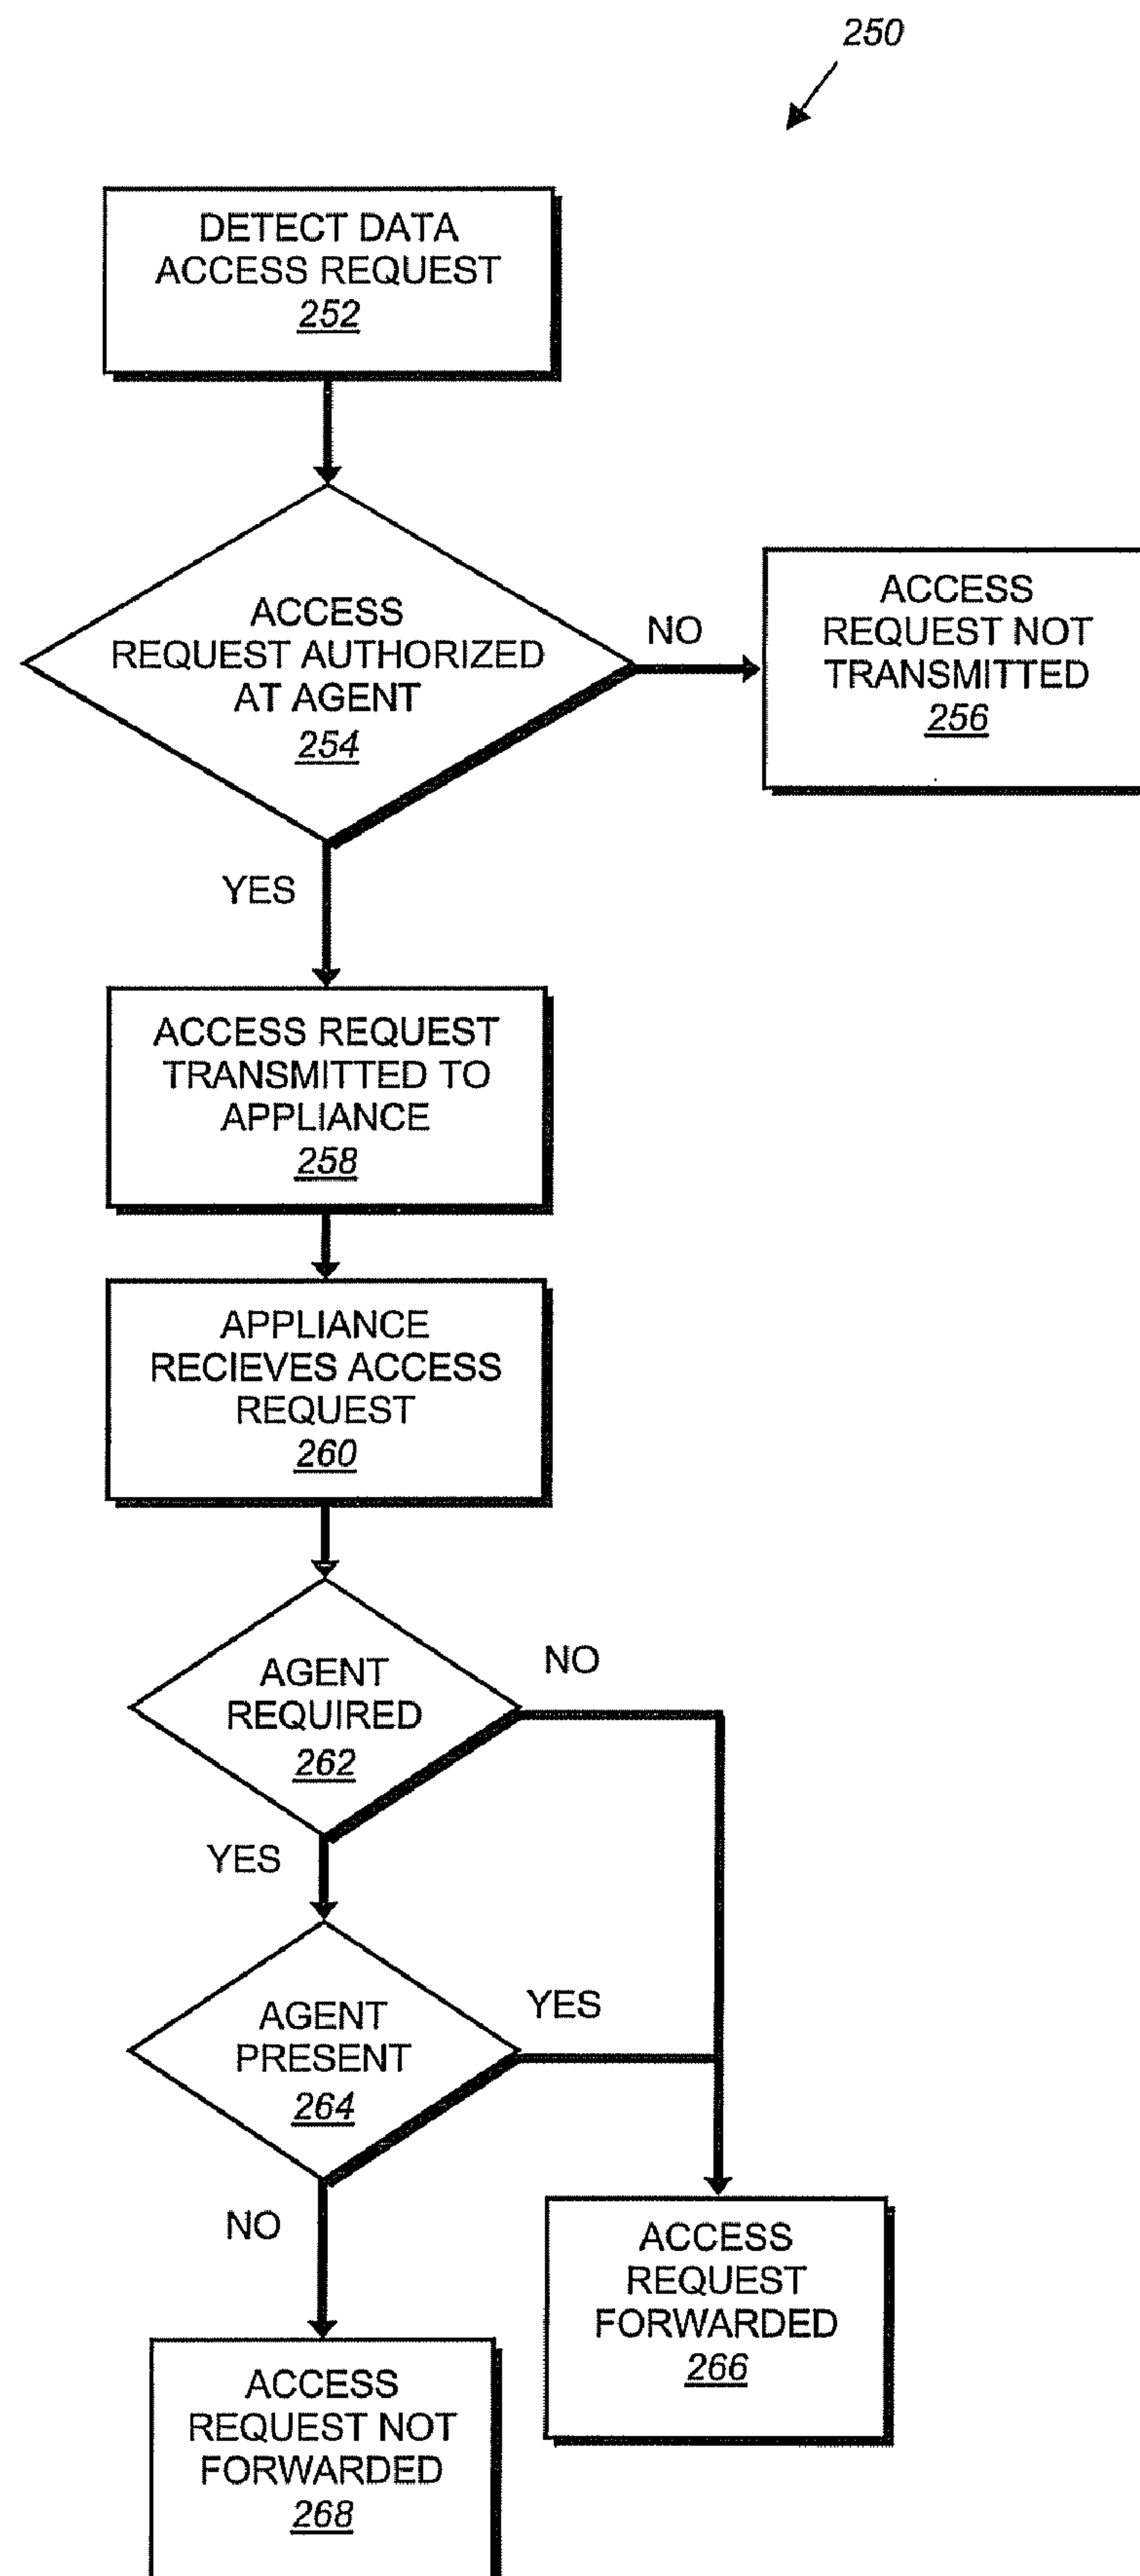 250
DETECT DATA
ACCESS REQUEST
252
ACCESS
REQUEST AUTHORIZED
AT AGENT
254
NO
ACCESS
REQUEST NOT
TRANSMITTED
256
YES
ACCESS REQUEST
TRANSMITTED TO
APPLIANCE
258
APPLIANCE
RECIEVES ACCESS
REQUEST
260
AGENT
REQUIRED
262
NO
YES
AGENT
PRESENT
264
YES
NO
ACCESS
REQUEST
FORWARDED
266
ACCESS
REQUEST NOT
FORWARDED
268